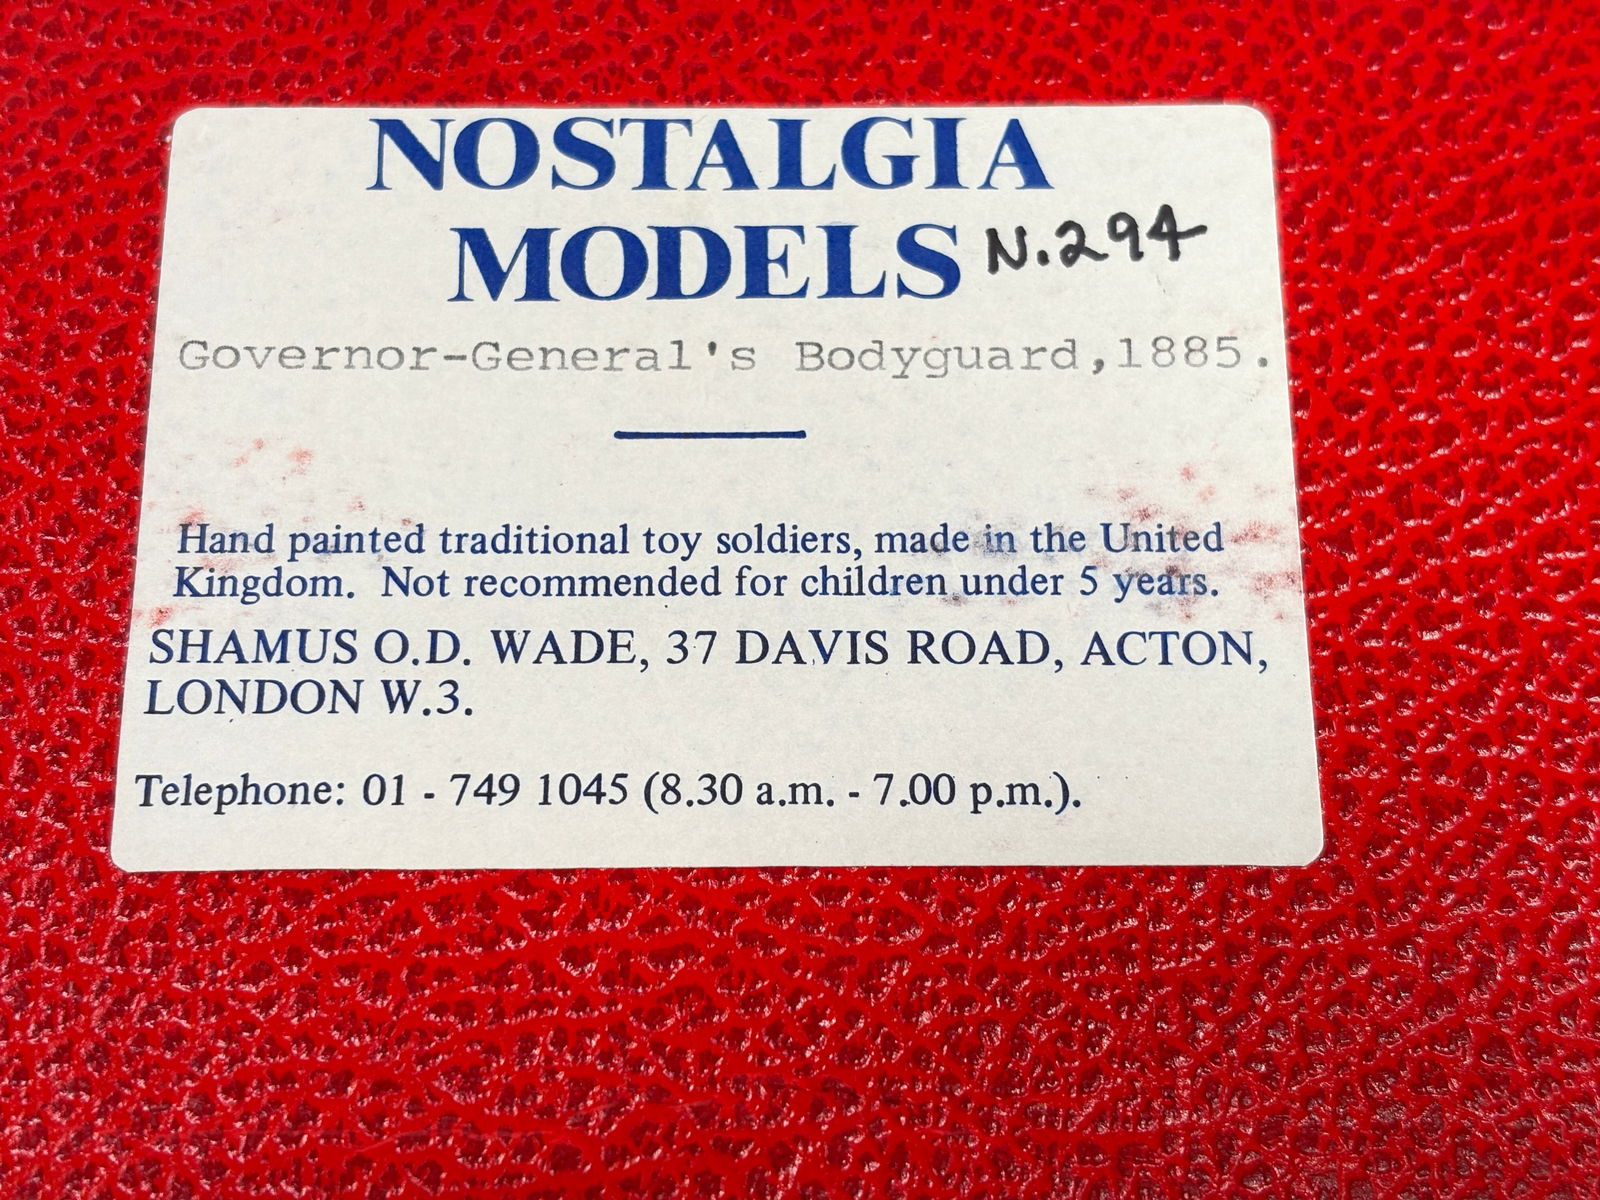 NOSTALGIA
MODELS N.294
Governor-General's Bodyguard,1885.
Hand painted traditional toy soldiers, made in the United
Kingdom. Not recommended for children under 5 years.
SHAMUS O.D. WADE, 37 DAVIS ROAD, ACTON,
LONDON W.3.
Telephone: 01 - 749 1045 (8.30 a.m. - 7.00 p.m.).